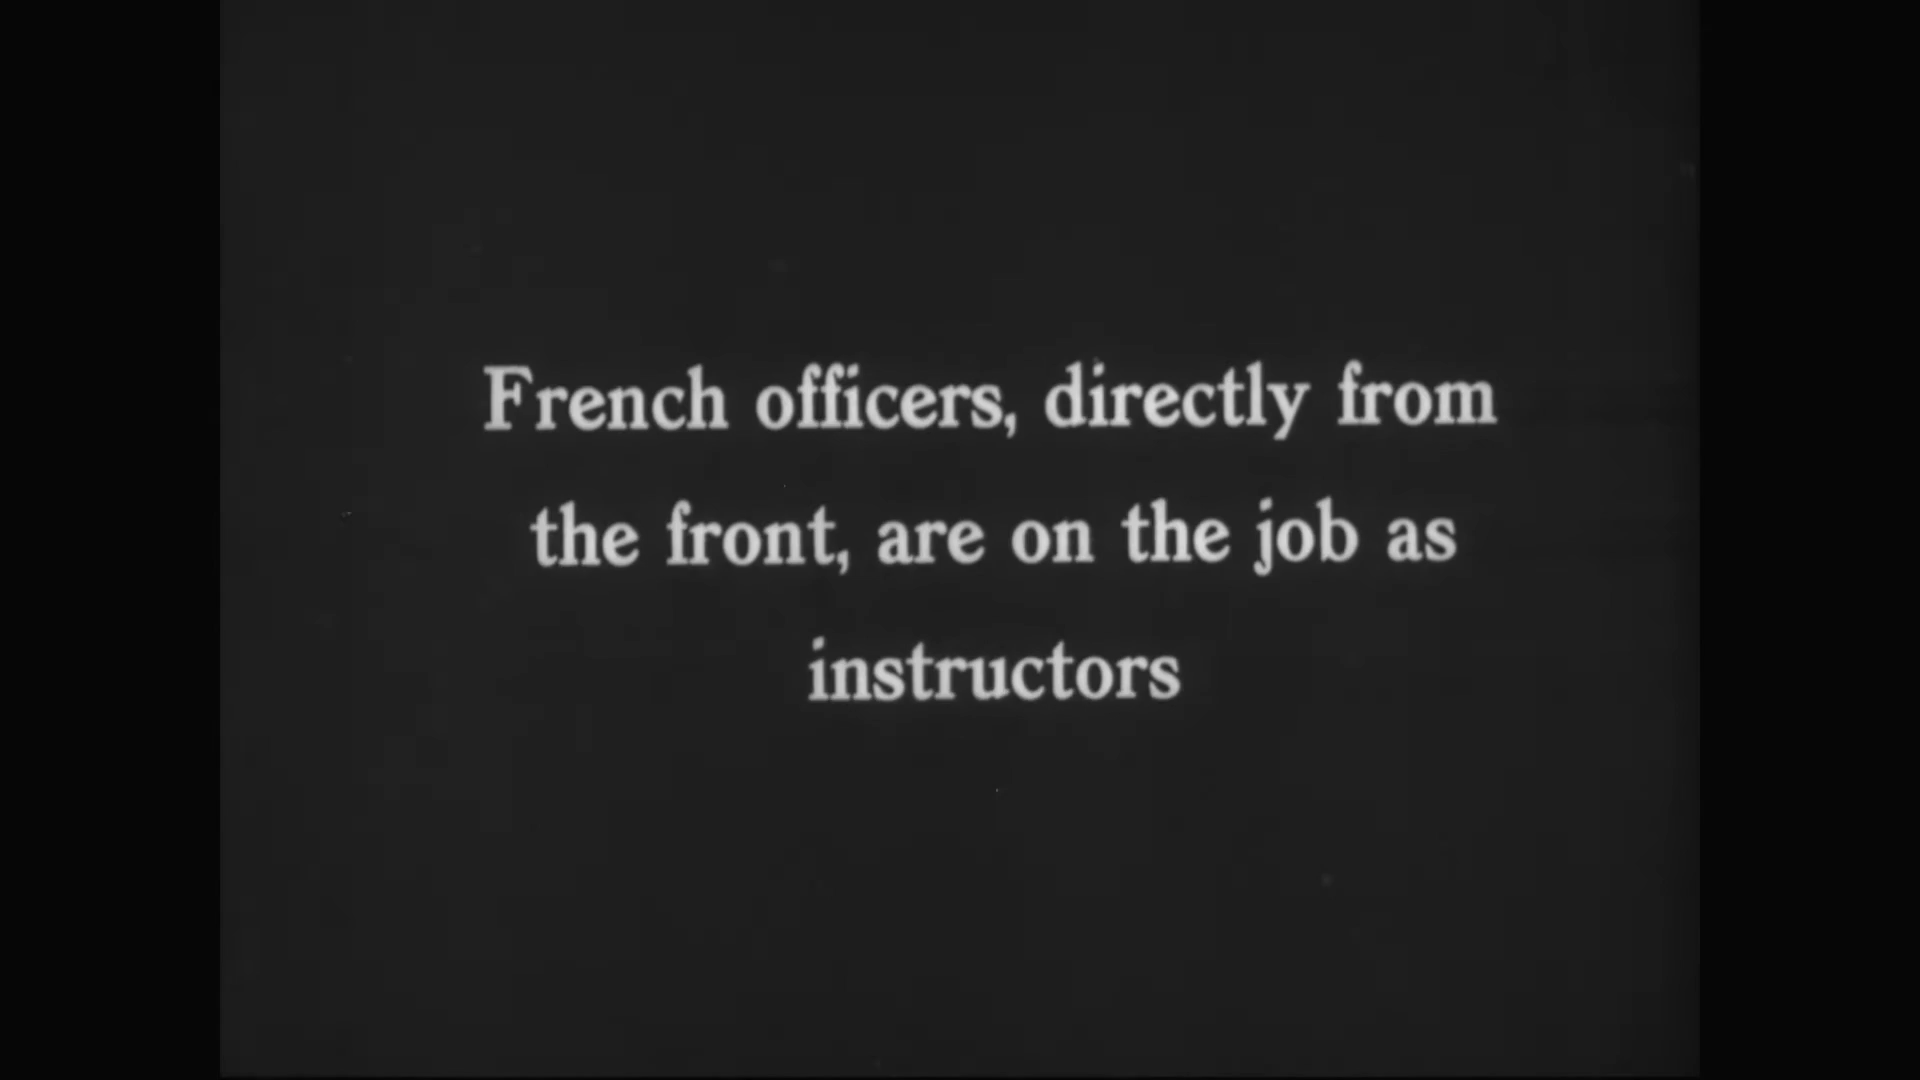 French officers, directly from
the front, are on the job as
instructors